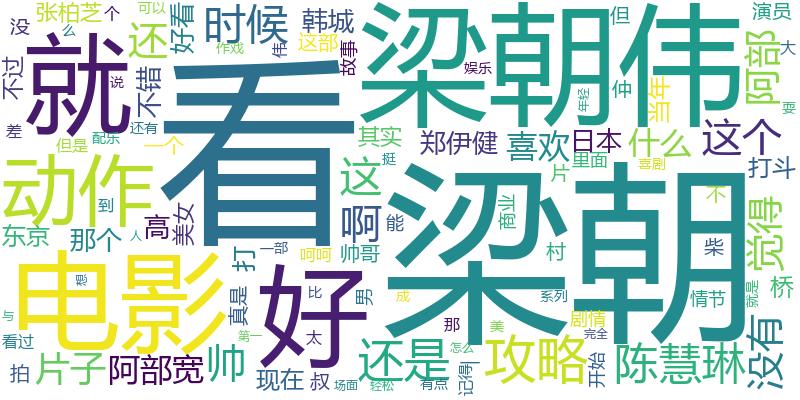 张柏芝 个 可以
没 么 还 好看 时候 韩城 这部 但 演员
不过 就 不错 说 作戏 伟 故事 梁朝伟 阿部 大
差 还有 配乐 看 娱乐 年轻 当年 耍
但是 一个 其实 郑伊健 喜欢 日本 什么 这个
动作 到 美女 这 挺 片 里面 喜剧 打斗
东京 那个 高 啊 能 商业 不 觉得
人 一部 打 呵呵 帅哥 梁朝 村 柴
电影 想 真是 好 比 男 成 系列 情节 就是 桥
与 第一 太 那 美 剧情
看过 完全 没有
拍 片子 阿部宽 帅 还是 怎么 攻略 开始 陈慧琳
现在 叔 场面 轻松 有点 记得